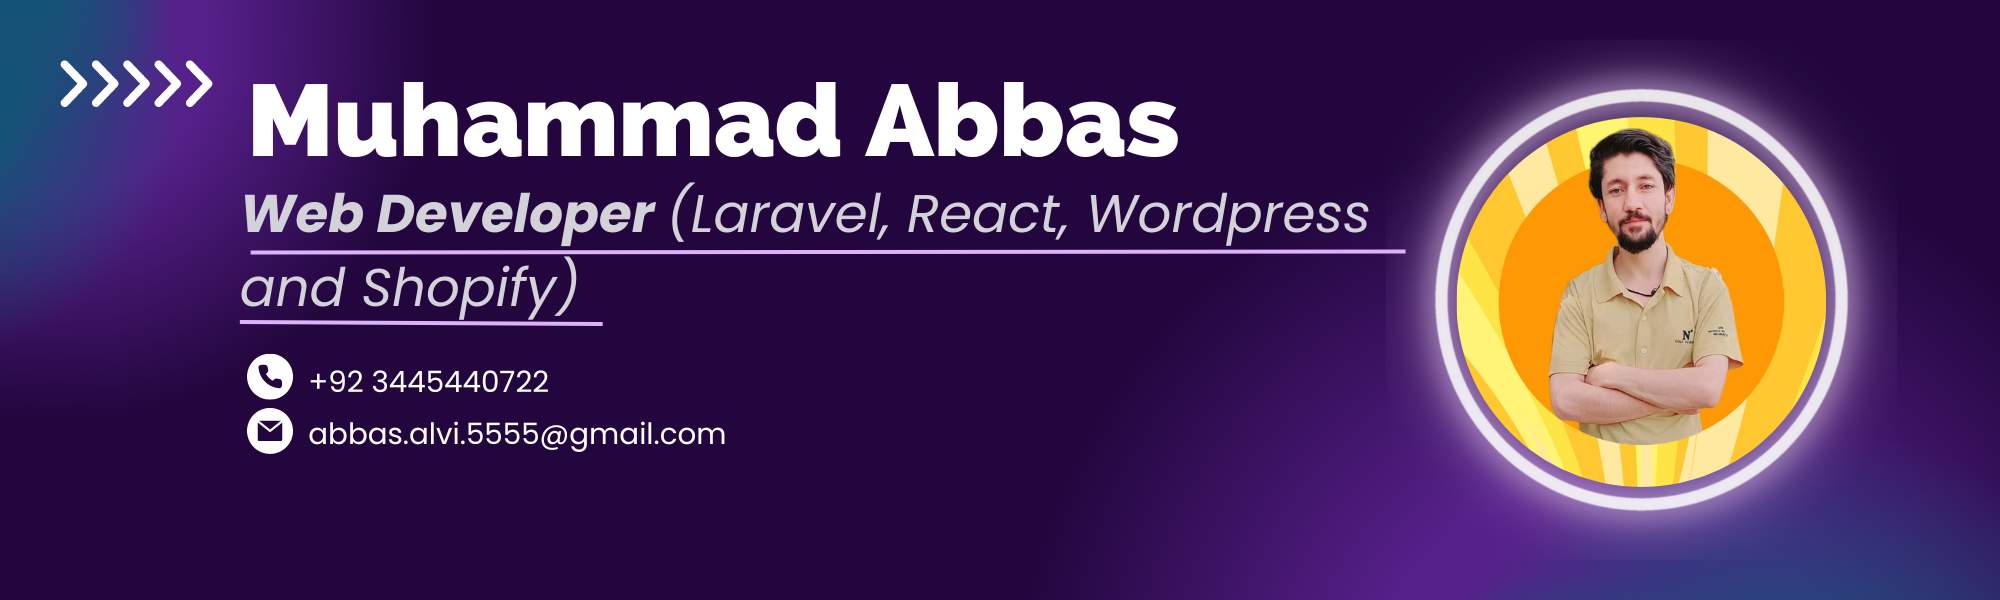 Muhammad Abbas
Web Developer (Laravel, React, Wordpress
and Shopify)
+92 3445440722
abbas.alvi.5555@gmail.com
N